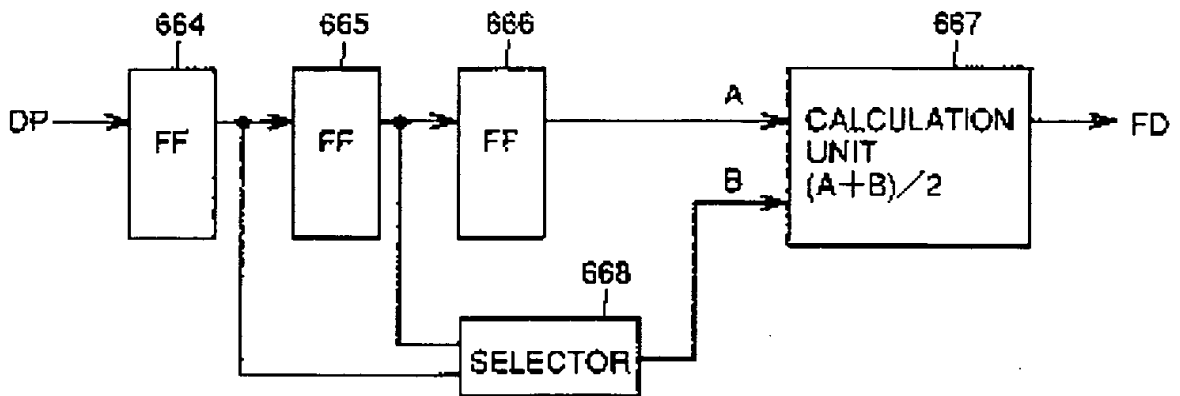 664
665
666
667
DP
FF
FF
FF
A
B
CALCULATION
UNIT
(A+B)/2
FD
668
SELECTOR